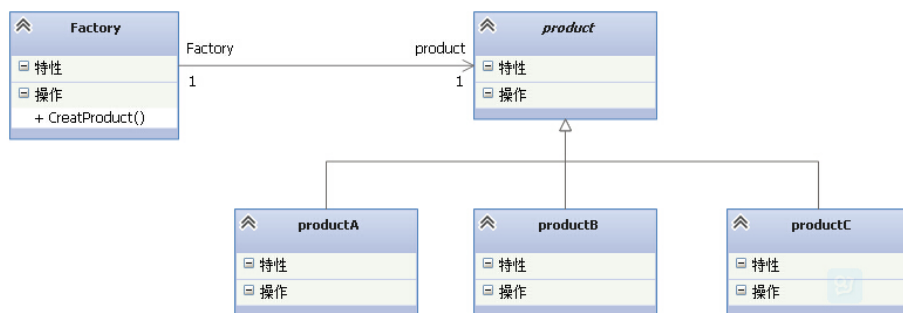 Factory
特性
操作
+ CreatProduct()
Factory
1
product
1
product
特性
操作
productA
特性
操作
productB
特性
操作
productC
特性
操作